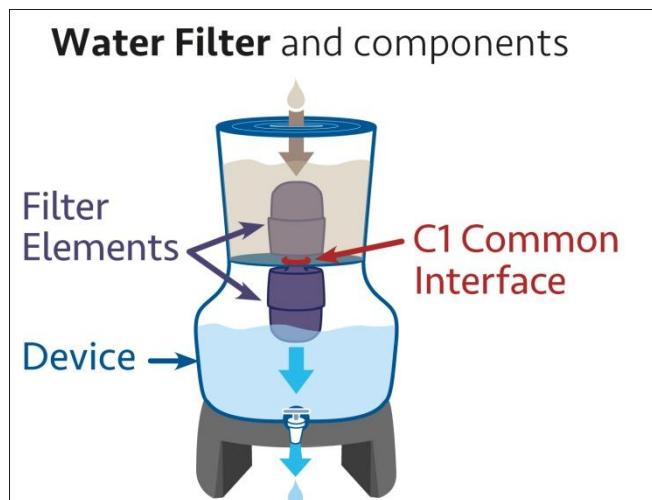 Water Filter and components
Filter
Elements
C1 Common
Interface
Device